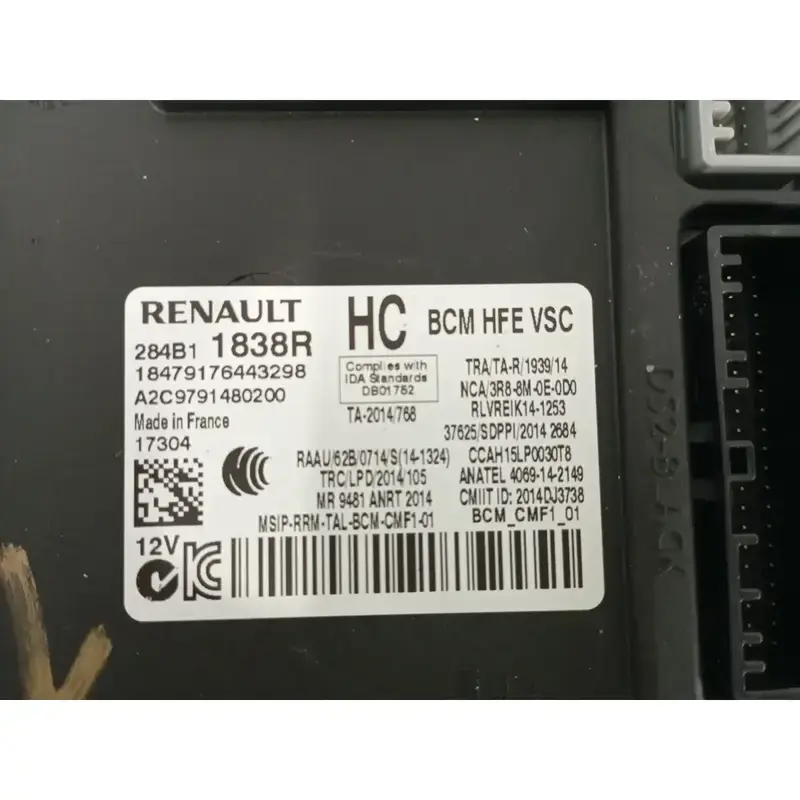 RENAULT HC BCM HFE VSC
284B1 1838R
18479176443298
A2C9791480200
Made in France
17304
Complies with
IDA Standards
DB01752
TA-2014/768
TRA/TA-R/1939/14
NCA/3R8-8M-0E-0D0
RLVREIK14-1253
37625/SDPPI/2014 2684
RAAU/62B/0714/S(14-1324) CCAH15LP0030T8
TRC/LPD/2014/105 ANATEL 4069-14-2149
MR 9481 ANRT 2014 CMIIT ID: 2014DJ3738
MSIP-RRM-TAL-BCM-CMF1-01 BCM_CMF1_01
12V